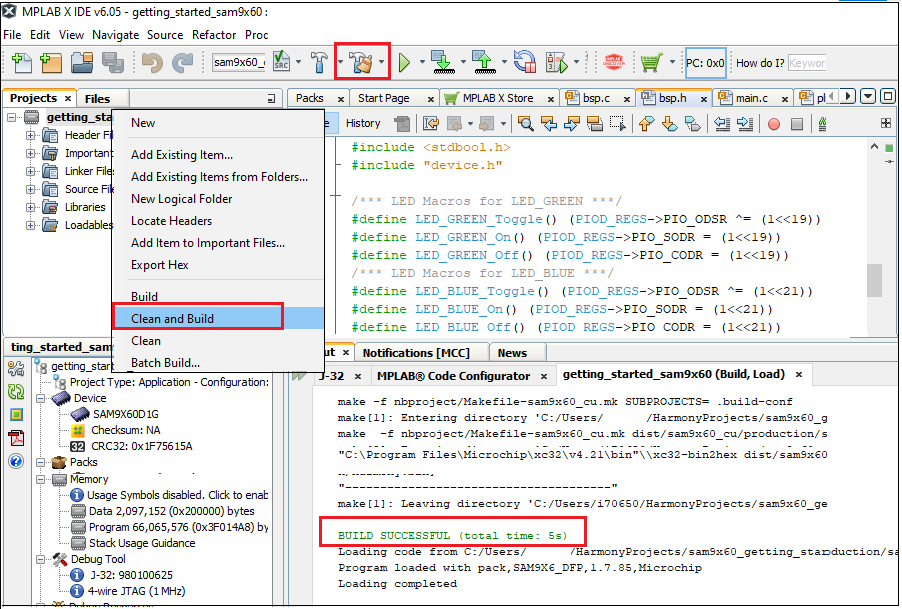 MPLAB X IDE v6.05 - getting_started_sam9x60 :
File Edit View Navigate Source Refactor Proc
sam9x60_ SRC PC: 0x0 How do I? Keywor
Projects × Files
Packs × Start Page × MPLAB X Store × bsp.c × bsp.h × main.c × pl
getting_sta
Header Fi
Important
Linker File
Source Fil
Libraries
Loadables
New
Add Existing Item...
Add Existing Items from Folders...
New Logical Folder
Locate Headers
Add Item to Important Files...
Export Hex
Build
Clean and Build
Clean
Batch Build...
e History
#include <stdbool.h>
#include "device.h"
/*** LED Macros for LED_GREEN ***/
#define LED_GREEN_Toggle() (PIOD_REGS->PIO_ODSR ^= (1<<19))
#define LED_GREEN_On() (PIOD_REGS->PIO_SODR = (1<<19))
#define LED_GREEN_Off() (PIOD_REGS->PIO_CODR = (1<<19))
/*** LED Macros for LED_BLUE ***/
#define LED_BLUE_Toggle() (PIOD_REGS->PIO_ODSR ^= (1<<21))
#define LED_BLUE_On() (PIOD_REGS->PIO_SODR = (1<<21))
#define LED_BLUE_Off() (PIOD_REGS->PIO_CODR = (1<<21))
ting_started_sam
getting_st
Project Type: Application - Configuration:
Device
SAM9X60D1G
Checksum: NA
CRC32: 0x1F75615A
Packs
Memory
Usage Symbols disabled. Click to enab
Data 2,097,152 (0x200000) bytes
Program 66,065,576 (0x3F014A8) by
Stack Usage Guidance
Debug Tool
J-32: 980100625
4-wire JTAG (1 MHz)
ut × Notifications [MCC] News
J-32 × MPLAB® Code Configurator × getting_started_sam9x60 (Build, Load) ×
make -f nbproject/Makefile-sam9x60_cu.mk SUBPROJECTS= .build-conf
make[1]: Entering directory 'C:/Users/ /HarmonyProjects/sam9x60_g
make -f nbproject/Makefile-sam9x60_cu.mk dist/sam9x60_cu/production/s
"C:\Program Files\Microchip\xc32\v4.21\bin"\\xc32-bin2hex dist/sam9x60
"-----------------------------------"
make[1]: Leaving directory 'C:/Users/i70650/HarmonyProjects/sam9x60_ge
BUILD SUCCESSFUL (total time: 5s)
Loading code from C:/Users/ /HarmonyProjects/sam9x60_getting_starduction/sa
Program loaded with pack,SAM9X6_DFP,1.7.85,Microchip
Loading completed